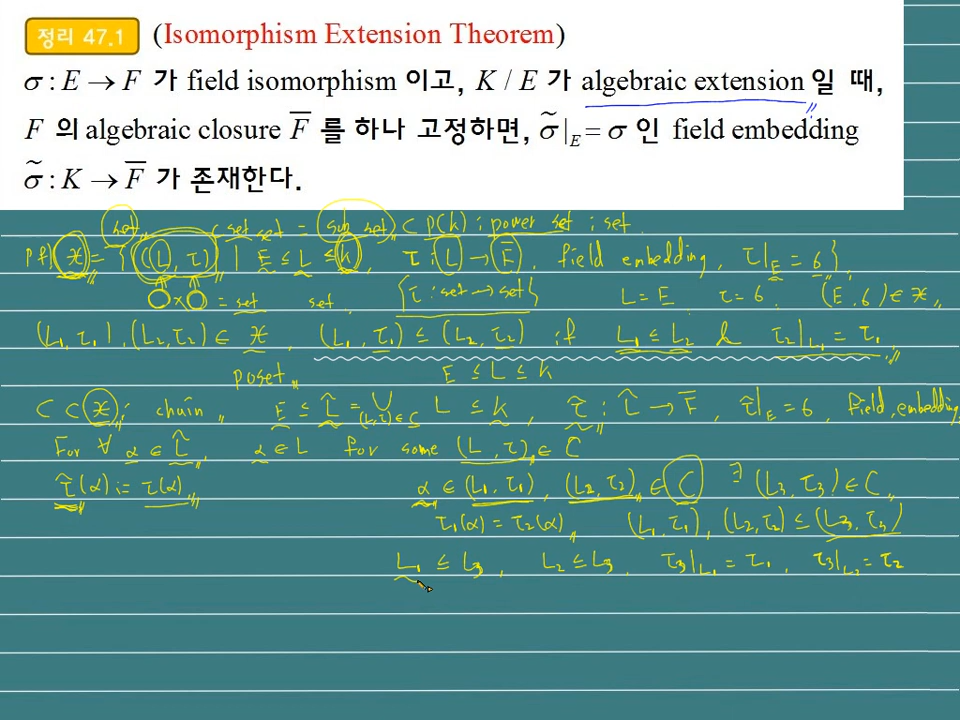 정리 47.1 (Isomorphism Extension Theorem)
σ : E → F 가 field isomorphism 이고, K / E 가 algebraic extension 일 때,
F 의 algebraic closure F̅ 를 하나 고정하면, σ̃|_E = σ 인 field embedding
σ̃ : K → F̅ 가 존재한다.
set, ( set set = sub set ) ⊂ P(k) ; power set ; set.
Pf) 𝔛 = { (L, τ) | E ≤ L ≤ k, τ : L → F̅. field embedding, τ|_E = σ },
○ × ○ = set set. {τ : set → set} L = E τ = σ. (E, σ) ∈ 𝔛,,
(L₁, τ₁), (L₂, τ₂) ∈ 𝔛, (L₁, τ₁) ≤ (L₂, τ₂) if L₁ ≤ L₂ & τ₂|_L₁ = τ₁,,
poset,, E ≤ L ≤ k
C ⊂ 𝔛 ; chain,, E ≤ L̂ = ∪_(L,τ)∈C L ≤ k, τ̂ : L̂ → F̅, τ̂|_E = σ, field, embedding,
For ∀ α ∈ L̂, α ∈ L for some (L, τ) ∈ C
τ̂(α) := τ(α),, α ∈ (L₁, τ₁), (L₂, τ₂) ∈ C ∃ (L₃, τ₃) ∈ C,,
τ₁(α) = τ₂(α),, (L₁, τ₁), (L₂, τ₂) ≤ (L₃, τ₃)
L₁ ≤ L₃, L₂ ≤ L₃, τ₃|_L₁ = τ₁, τ₃|_L₂ = τ₂